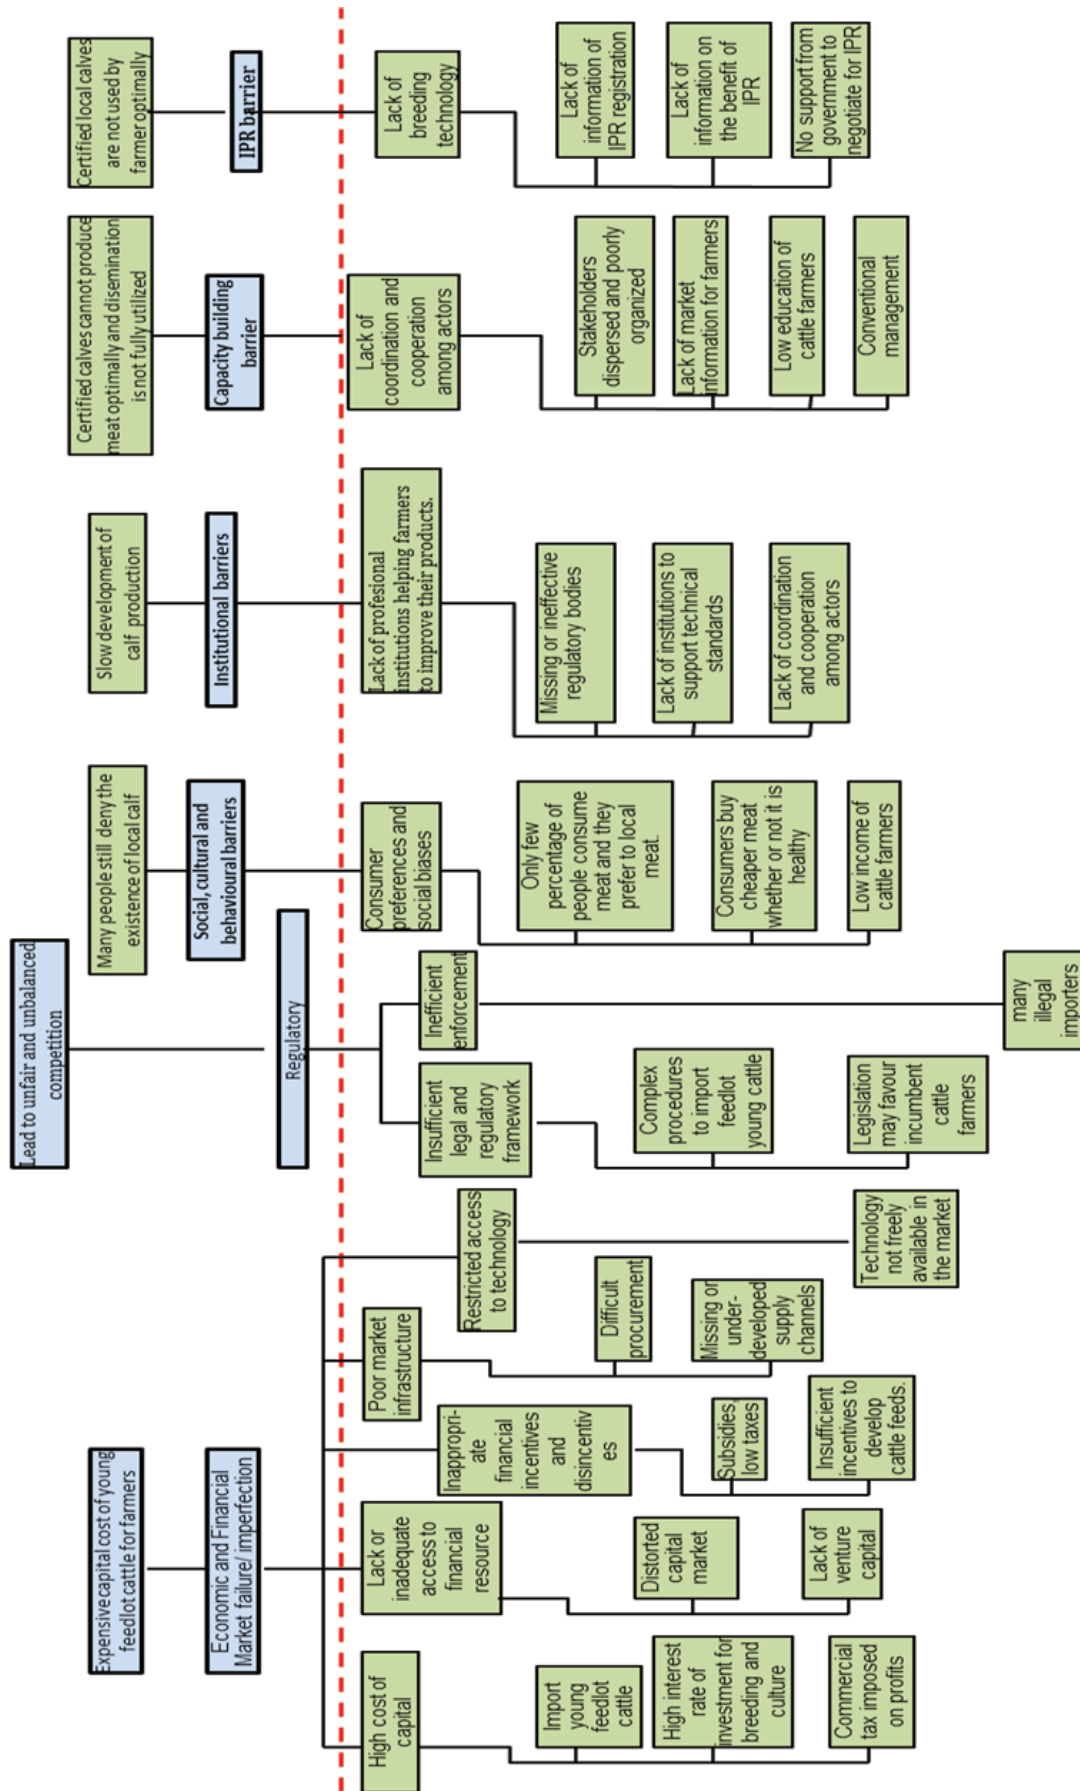 Lead to unfair and unbalanced
competition
Expensive capital cost of young
feedlot cattle for farmers
Many people still deny the
existence of local calf
Slow development of
calf production
Certified calves cannot produce
meat optimally and disemination
is not fully utilized
Certified local calves
are not used by
farmer optimally
Economic and Financial
Market failure/ imperfection
Regulatory
Social, cultural and
behavioural barriers
Institutional barriers
Capacity building
barrier
IPR barrier
High cost of
capital
Lack or
inadequate
access to
financial
resource
Inappropri-
ate
financial
incentives
and
disincentiv
es
Poor market
infrastructure
Restricted access
to technology
Insufficient
legal and
regulatory
framework
Inefficient
enforcement
Consumer
preferences and
social biases
Lack of profesional
institutions helping farmers
to improve their products.
Lack of
coordination and
cooperation
among actors
Lack of
breeding
technology
Import
young
feedlot
cattle
High interest
rate of
investment for
breeding and
culture
Commercial
tax imposed
on profits
Distorted
capital
market
Lack of
venture
capital
Subsidies,
low taxes
Insufficient
incentives to
develop
cattle feeds.
Difficult
procurement
Missing or
under-
developed
supply
channels
Technology
not freely
available in
the market
Complex
procedures
to import
feedlot
young cattle
Legislation
may favour
incumbent
cattle
farmers
many
illegal
importers
Only few
percentage of
people consume
meat and they
prefer to local
meat.
Consumers buy
cheaper meat
whether or not it is
healthy
Low income of
cattle farmers
Missing or ineffective
regulatory bodies
Lack of institutions to
support technical
standards
Lack of coordination
and cooperation
among actors
Stakeholders
dispersed and poorly
organized
Lack of market
information for farmers
Low education of
cattle farmers
Conventional
management
Lack of
information of
IPR registration
Lack of
information on
the benefit of
IPR
No support from
government to
negotiate for IPR